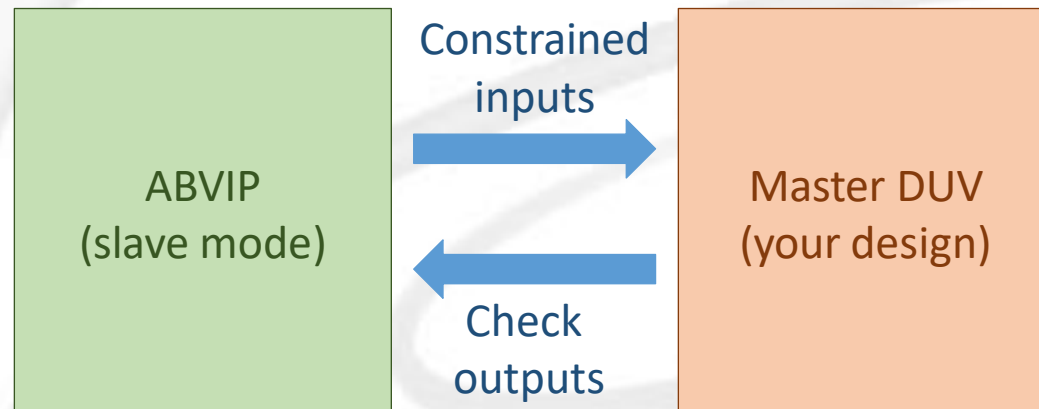 ABVIP
(slave mode)
Constrained
inputs
Check
outputs
Master DUV
(your design)